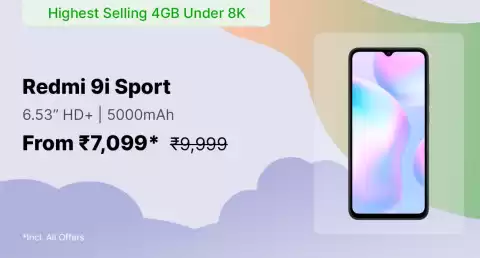 Highest Selling 4GB Under 8K
Redmi 9i Sport
6.53” HD+ | 5000mAh
From ₹7,099* ₹9,999
*Incl. All Offers